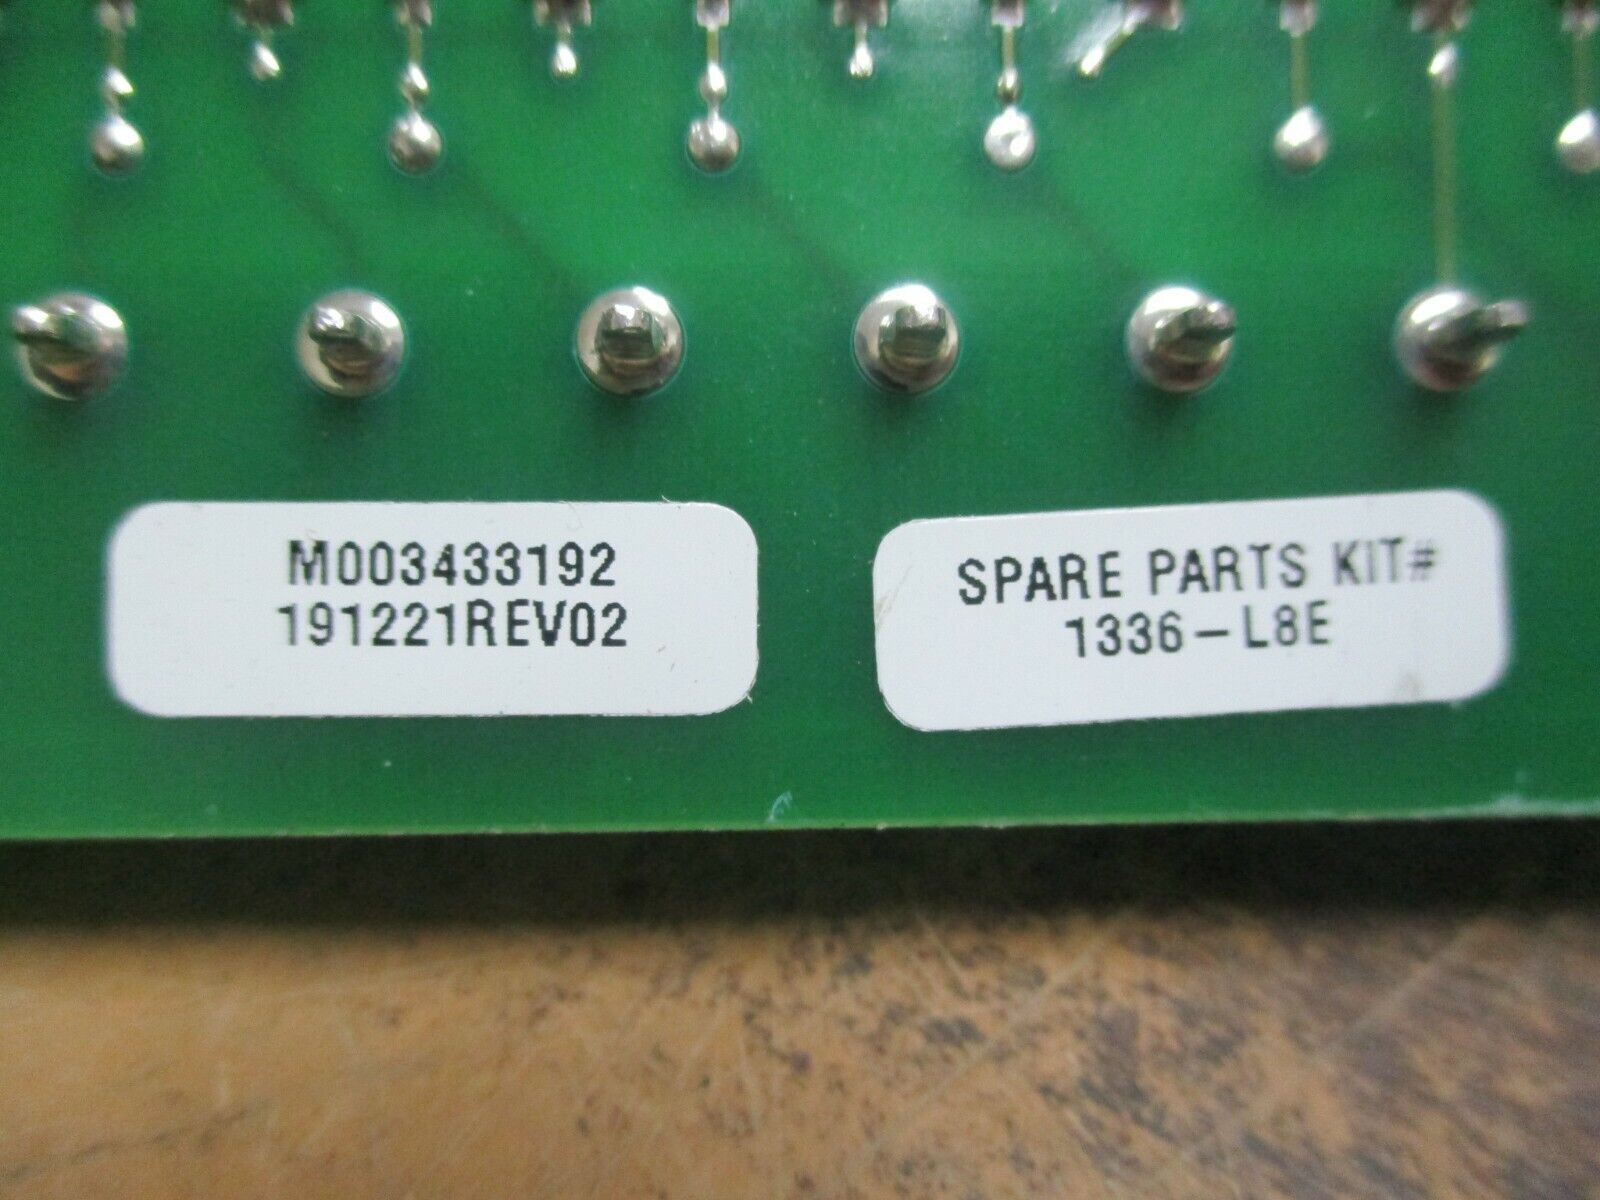 M003433192
191221REV02
SPARE PARTS KIT#
1336-L8E